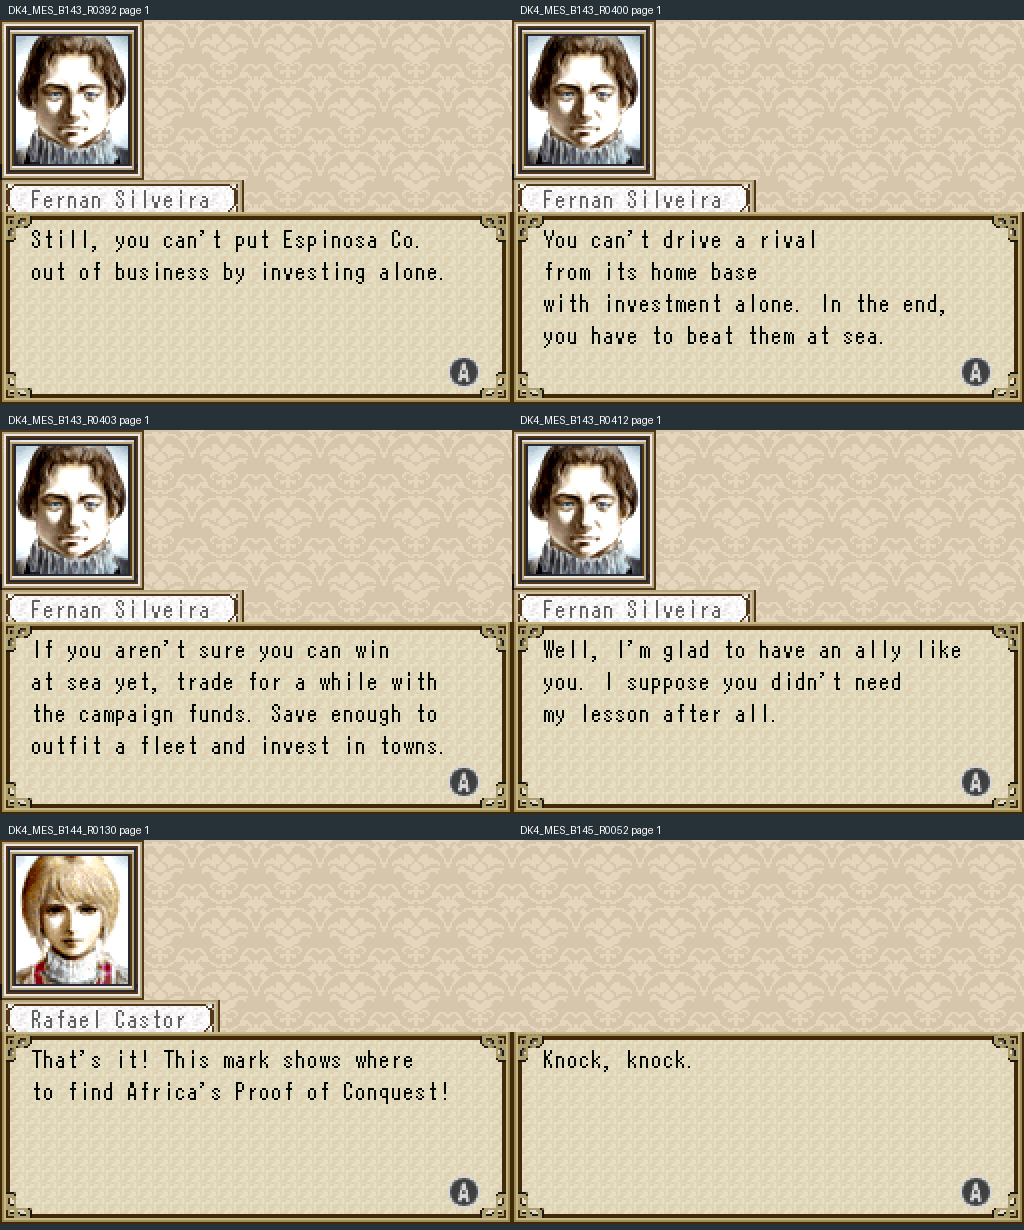 DK4_MES_B143_R0392 page 1
Fernan Silveira
Still, you can't put Espinosa Co.
out of business by investing alone.
A
DK4_MES_B143_R0400 page 1
Fernan Silveira
You can't drive a rival
from its home base
with investment alone. In the end,
you have to beat them at sea.
A
DK4_MES_B143_R0403 page 1
Fernan Silveira
If you aren't sure you can win
at sea yet, trade for a while with
the campaign funds. Save enough to
outfit a fleet and invest in towns.
A
DK4_MES_B143_R0412 page 1
Fernan Silveira
Well, I'm glad to have an ally like
you. I suppose you didn't need
my lesson after all.
A
DK4_MES_B144_R0130 page 1
Rafael Castor
That's it! This mark shows where
to find Africa's Proof of Conquest!
A
DK4_MES_B145_R0052 page 1
Knock, knock.
A